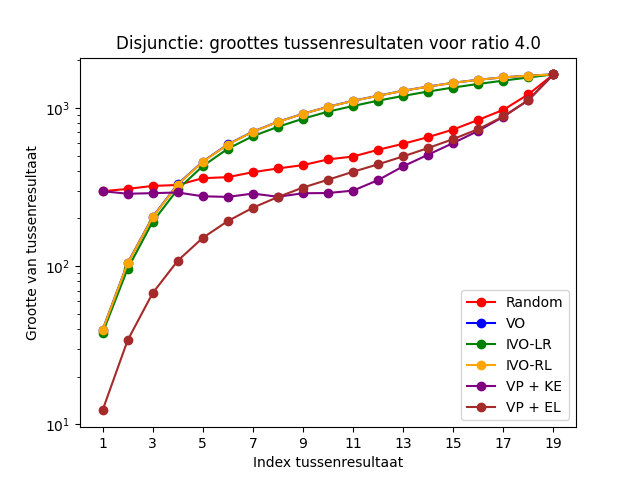 Disjunctie: groottes tussenresultaten voor ratio 4.0
Grootte van tussenresultaat
10³
10²
10¹
1 3 5 7 9 11 13 15 17 19
Index tussenresultaat
Random
VO
IVO-LR
IVO-RL
VP + KE
VP + EL